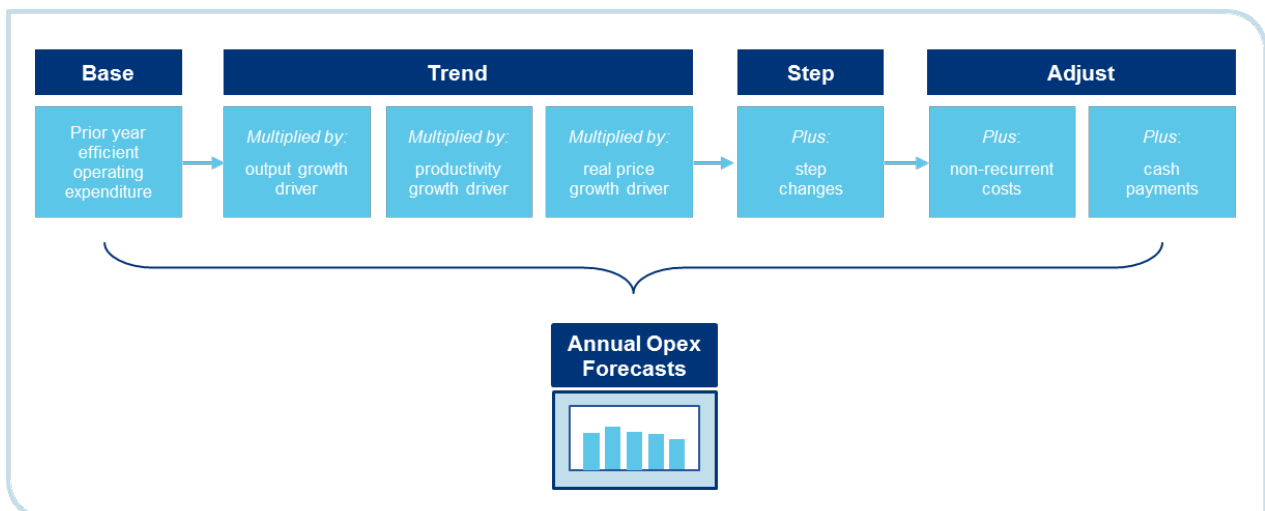 Base
Trend
Step
Adjust
Prior year
efficient
operating
expenditure
Multiplied by:
output growth
driver
Multiplied by:
productivity
growth driver
Multiplied by:
real price
growth driver
Plus:
step
changes
Plus:
non-recurrent
costs
Plus:
cash
payments
Annual Opex
Forecasts